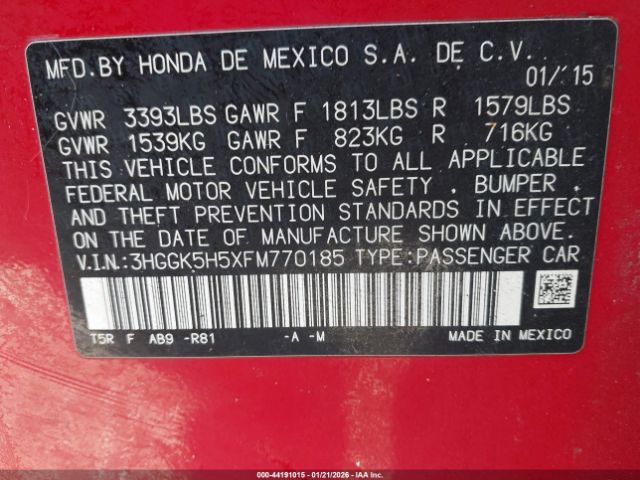 MFD.BY HONDA DE MEXICO S.A. DE C.V.
01/'15
GVWR 3393LBS GAWR F 1813LBS R 1579LBS
GVWR 1539KG GAWR F 823KG R 716KG
THIS VEHICLE CONFORMS TO ALL APPLICABLE
FEDERAL MOTOR VEHICLE SAFETY , BUMPER ,
AND THEFT PREVENTION STANDARDS IN EFFECT
ON THE DATE OF MANUFACTURE SHOWN ABOVE.
V.I.N.:3HGGK5H5XFM770185 TYPE:PASSENGER CAR
T5R F AB9 -R81 -A -M MADE IN MEXICO
000-44191015 - 01/21/2026 - IAA Inc.